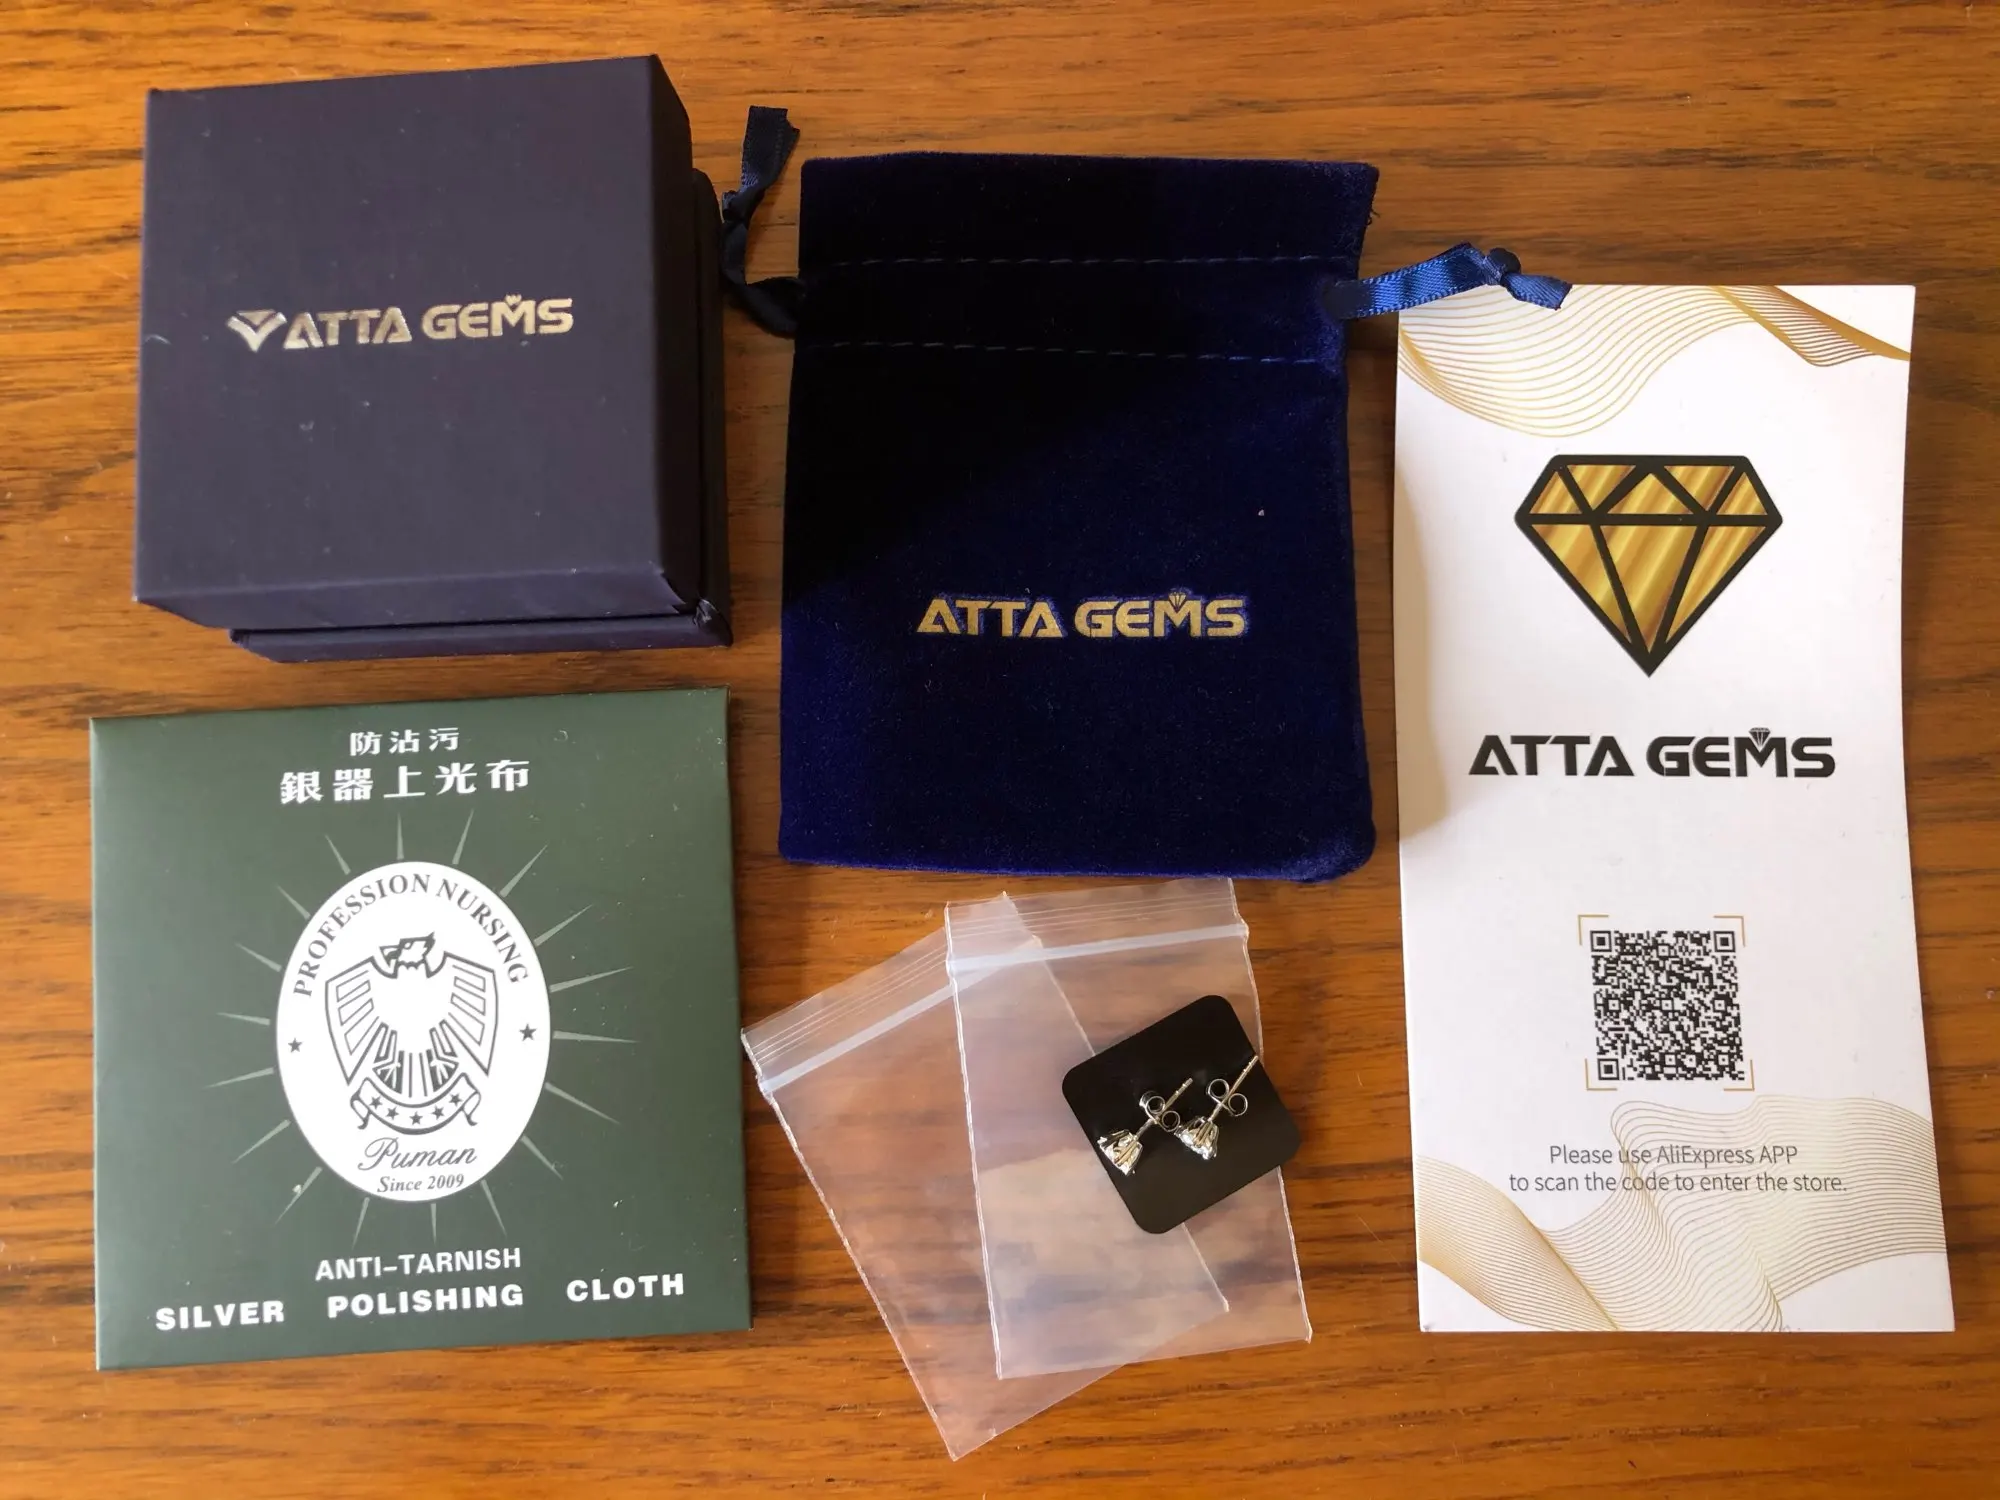 ATTA GEMS
ATTA GEMS
ATTA GEMS
Please use AliExpress APP
to scan the code to enter the store.
防沾污
銀器上光布
PROFESSION NURSING
Puman
Since 2009
ANTI-TARNISH
SILVER POLISHING CLOTH